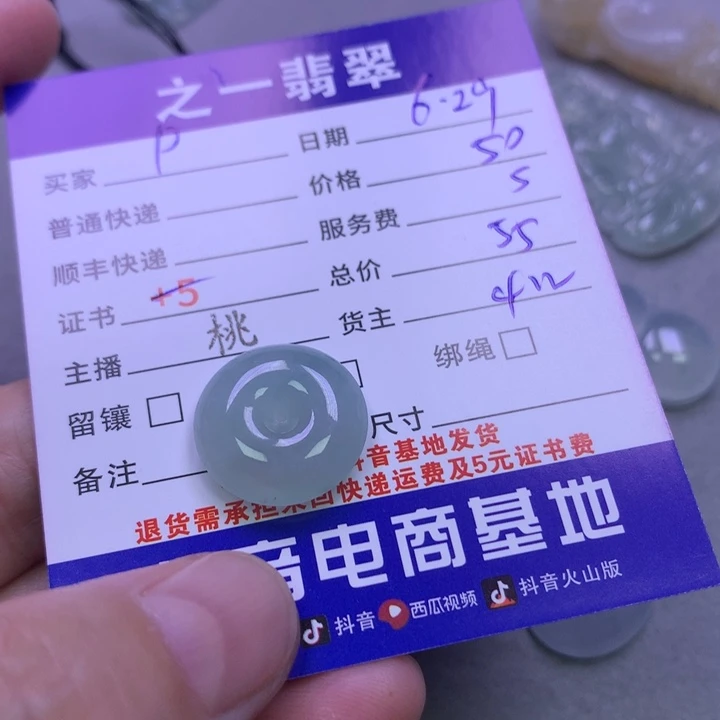 之一翡翠
买家 P 日期 6.29
普通快递 价格 50
顺丰快递 服务费 5
证书 +5 总价 55
主播 桃 货主 412
留镶 绑绳
备注 尺寸
音基地发货
退货需承担来回快递运费及5元证书费
音电商基地
抖音 西瓜视频 抖音火山版